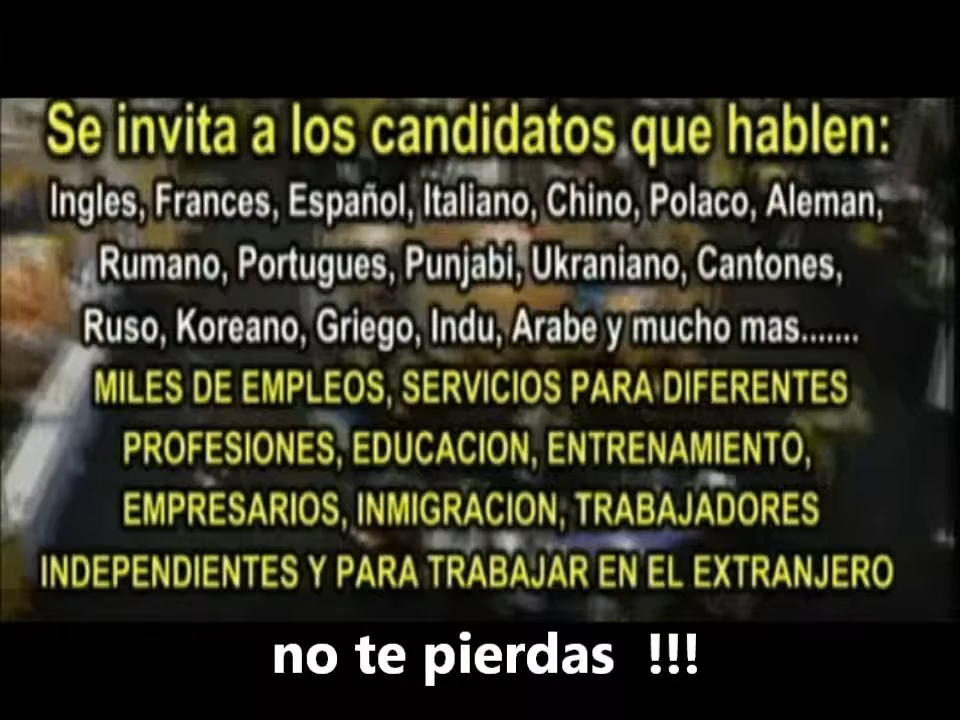 Se invita a los candidatos que hablen:
Ingles, Frances, Español, Italiano, Chino, Polaco, Aleman,
Rumano, Portugues, Punjabi, Ukraniano, Cantones,
Ruso, Koreano, Griego, Indu, Arabe y mucho mas.......
MILES DE EMPLEOS, SERVICIOS PARA DIFERENTES
PROFESIONES, EDUCACION, ENTRENAMIENTO,
EMPRESARIOS, INMIGRACION, TRABAJADORES
INDEPENDIENTES Y PARA TRABAJAR EN EL EXTRANJERO
no te pierdas  !!!